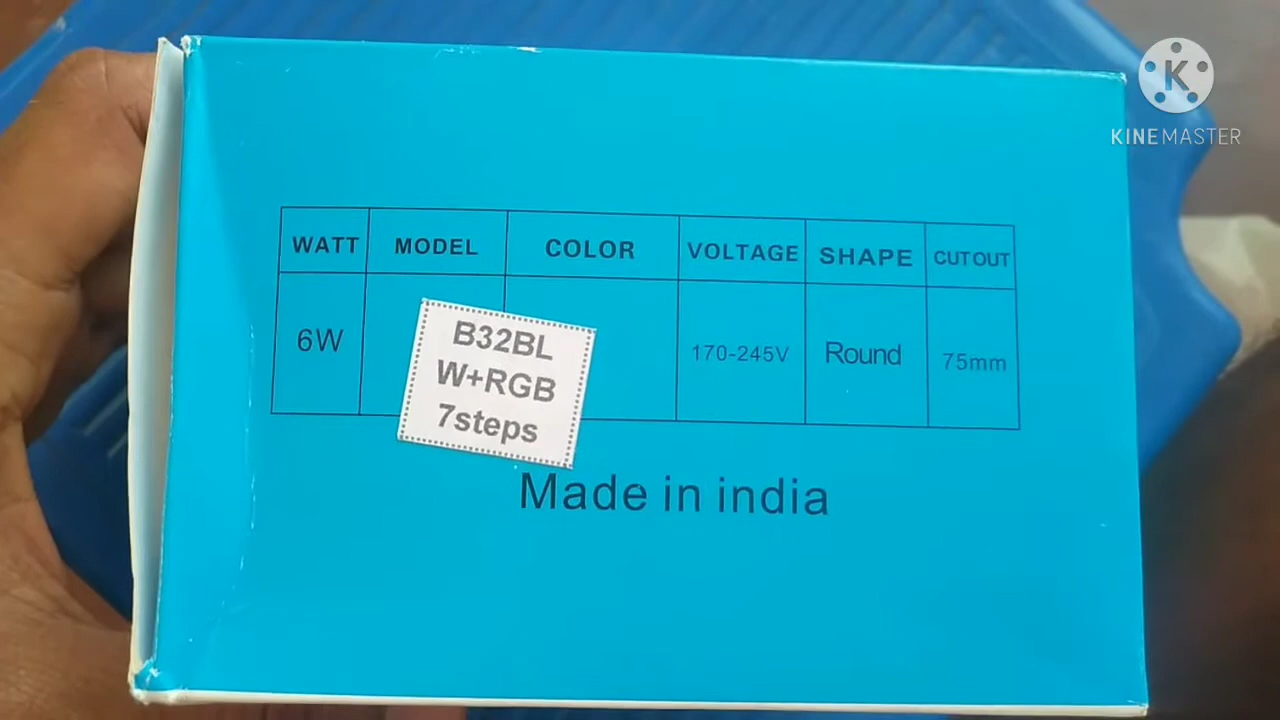 KINEMASTER
WATT MODEL COLOR VOLTAGE SHAPE CUTOUT
6W 170-245V Round 75mm
B32BL
W+RGB
7steps
Made in india